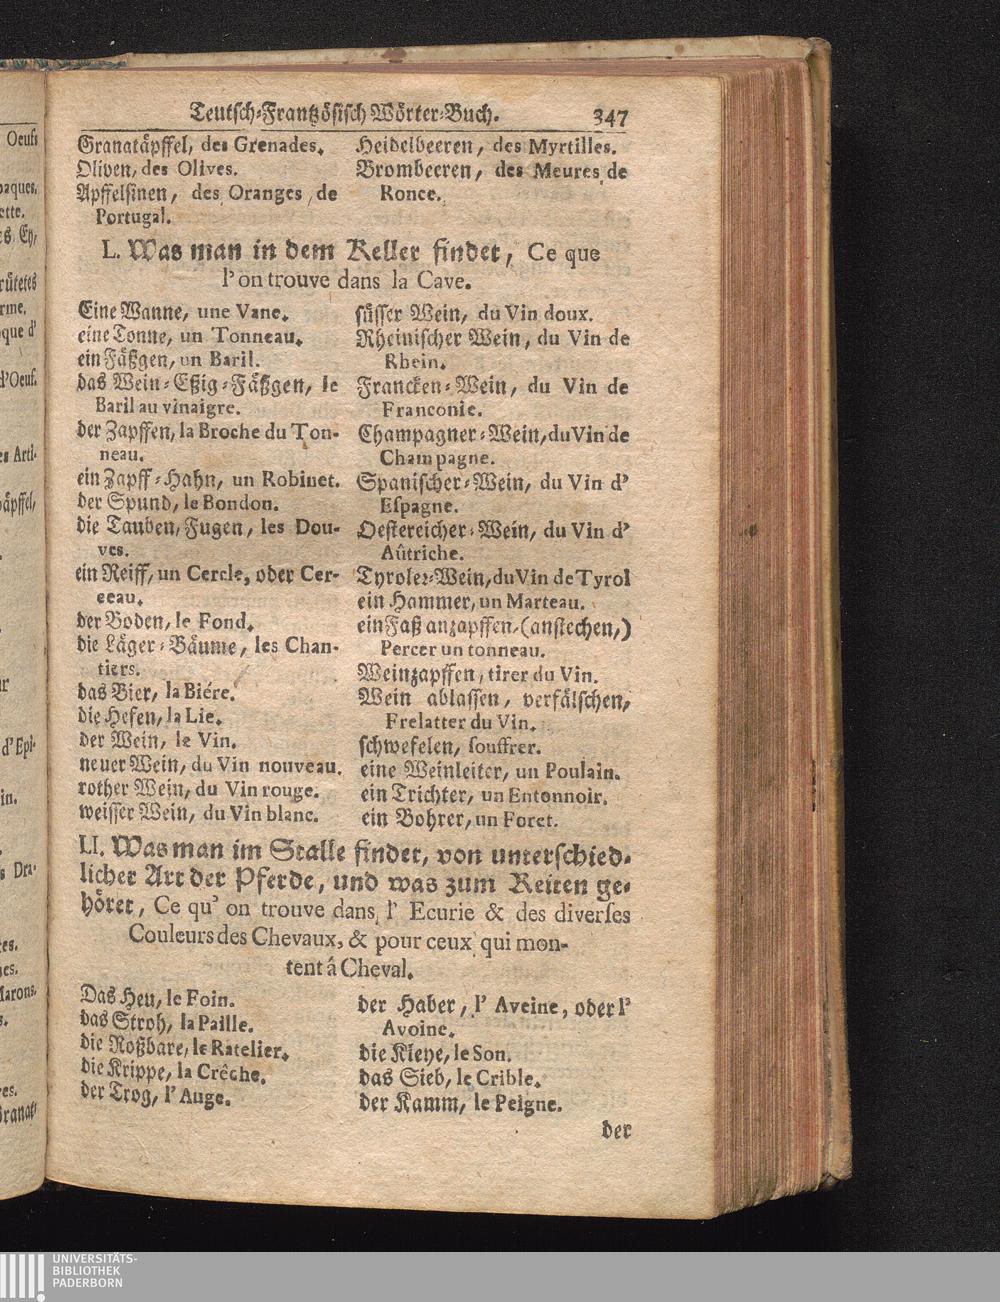 Teutsch-Frantzösisch Wörter-Buch. 347
Granatäpffel, des Grenades.
Oliven, des Olives.
Apffelsinen, des Oranges de
Portugal.
Heidelbeeren, des Myrtilles.
Brombeeren, des Meures de
Ronce.
L. Was man in dem Keller findet, Ce que
l'on trouve dans la Cave.
Eine Wanne, une Vane.
eine Tonne, un Tonneau.
ein Fäßgen, un Baril.
das Wein-Eßig-Fäßgen, le
Baril au vinaigre.
der Zapffen, la Broche du Ton-
neau.
ein Zapff-Hahn, un Robinet.
der Spund, le Bondon.
die Tauben, Fugen, les Dou-
ves.
ein Reiff, un Cercle, oder Cer-
ceau.
der Boden, le Fond.
die Läger-Bäume, les Chan-
tiers.
das Bier, la Biére.
die Hefen, la Lie.
der Wein, le Vin.
neuer Wein, du Vin nouveau.
rother Wein, du Vin rouge.
weisser Wein, du Vin blanc.
süsser Wein, du Vin doux.
Rheinischer Wein, du Vin de
Rhein.
Francken-Wein, du Vin de
Franconie.
Champagner-Wein, du Vin de
Champagne.
Spanischer-Wein, du Vin d'
Eſpagne.
Oestereicher-Wein, du Vin d'
Aûtriche.
Tyroler-Wein, du Vin de Tyrol
ein Hammer, un Marteau.
ein Faß anzapffen, (anstechen,)
Percer un tonneau.
Weinzapffen, tirer du Vin.
Wein ablassen, verfälschen,
Frelatter du Vin.
schwefelen, ſouffrer.
eine Weinleiter, un Poulain.
ein Trichter, un Entonnoir.
ein Bohrer, un Foret.
LI. Was man im Stalle findet, von unterschied-
licher Art der Pferde, und was zum Reiten ge-
höret, Ce qu' on trouve dans l' Ecurie & des diverſes
Couleurs des Chevaux, & pour ceux qui mon-
tent á Cheval.
Das Heu, le Foin.
das Stroh, la Paille.
die Roßbare, le Ratelier.
die Krippe, la Crêche.
der Trog, l' Auge.
der Haber, l' Aveine, oder l'
Avoine.
die Kleye, le Son.
das Sieb, le Crible.
der Kamm, le Peigne.
der
UNIVERSITÄTS-
BIBLIOTHEK
PADERBORN